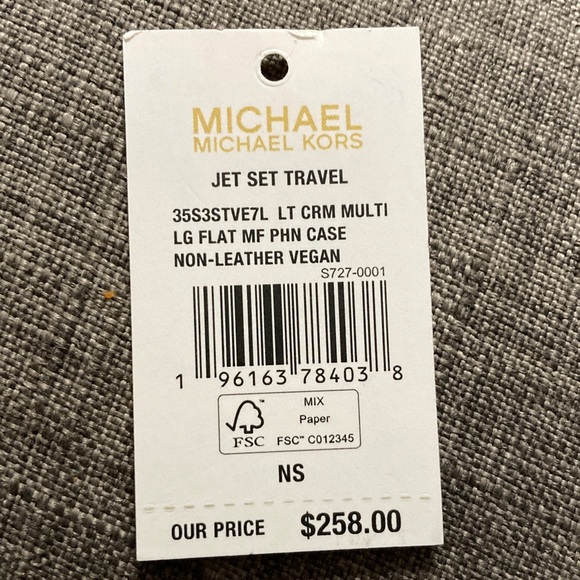 MICHAEL
MICHAEL KORS
JET SET TRAVEL
35S3STVE7L LT CRM MULTI
LG FLAT MF PHN CASE
NON-LEATHER VEGAN
S727-0001
1 96163 78403 8
MIX
Paper
FSC™ C012345
FSC
NS
OUR PRICE $258.00